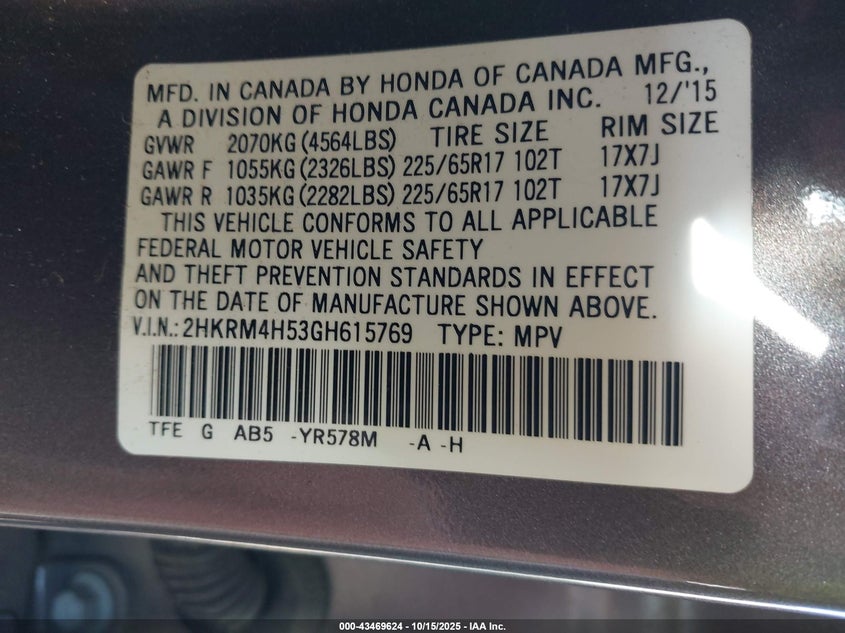 MFD. IN CANADA BY HONDA OF CANADA MFG.,
A DIVISION OF HONDA CANADA INC. 12/'15
GVWR 2070KG (4564LBS) TIRE SIZE RIM SIZE
GAWR F 1055KG (2326LBS) 225/65R17 102T 17X7J
GAWR R 1035KG (2282LBS) 225/65R17 102T 17X7J
THIS VEHICLE CONFORMS TO ALL APPLICABLE
FEDERAL MOTOR VEHICLE SAFETY
AND THEFT PREVENTION STANDARDS IN EFFECT
ON THE DATE OF MANUFACTURE SHOWN ABOVE.
V.I.N.: 2HKRM4H53GH615769 TYPE: MPV
TFE G AB5 -YR578M -A -H
000-43469624 - 10/15/2025 - IAA Inc.